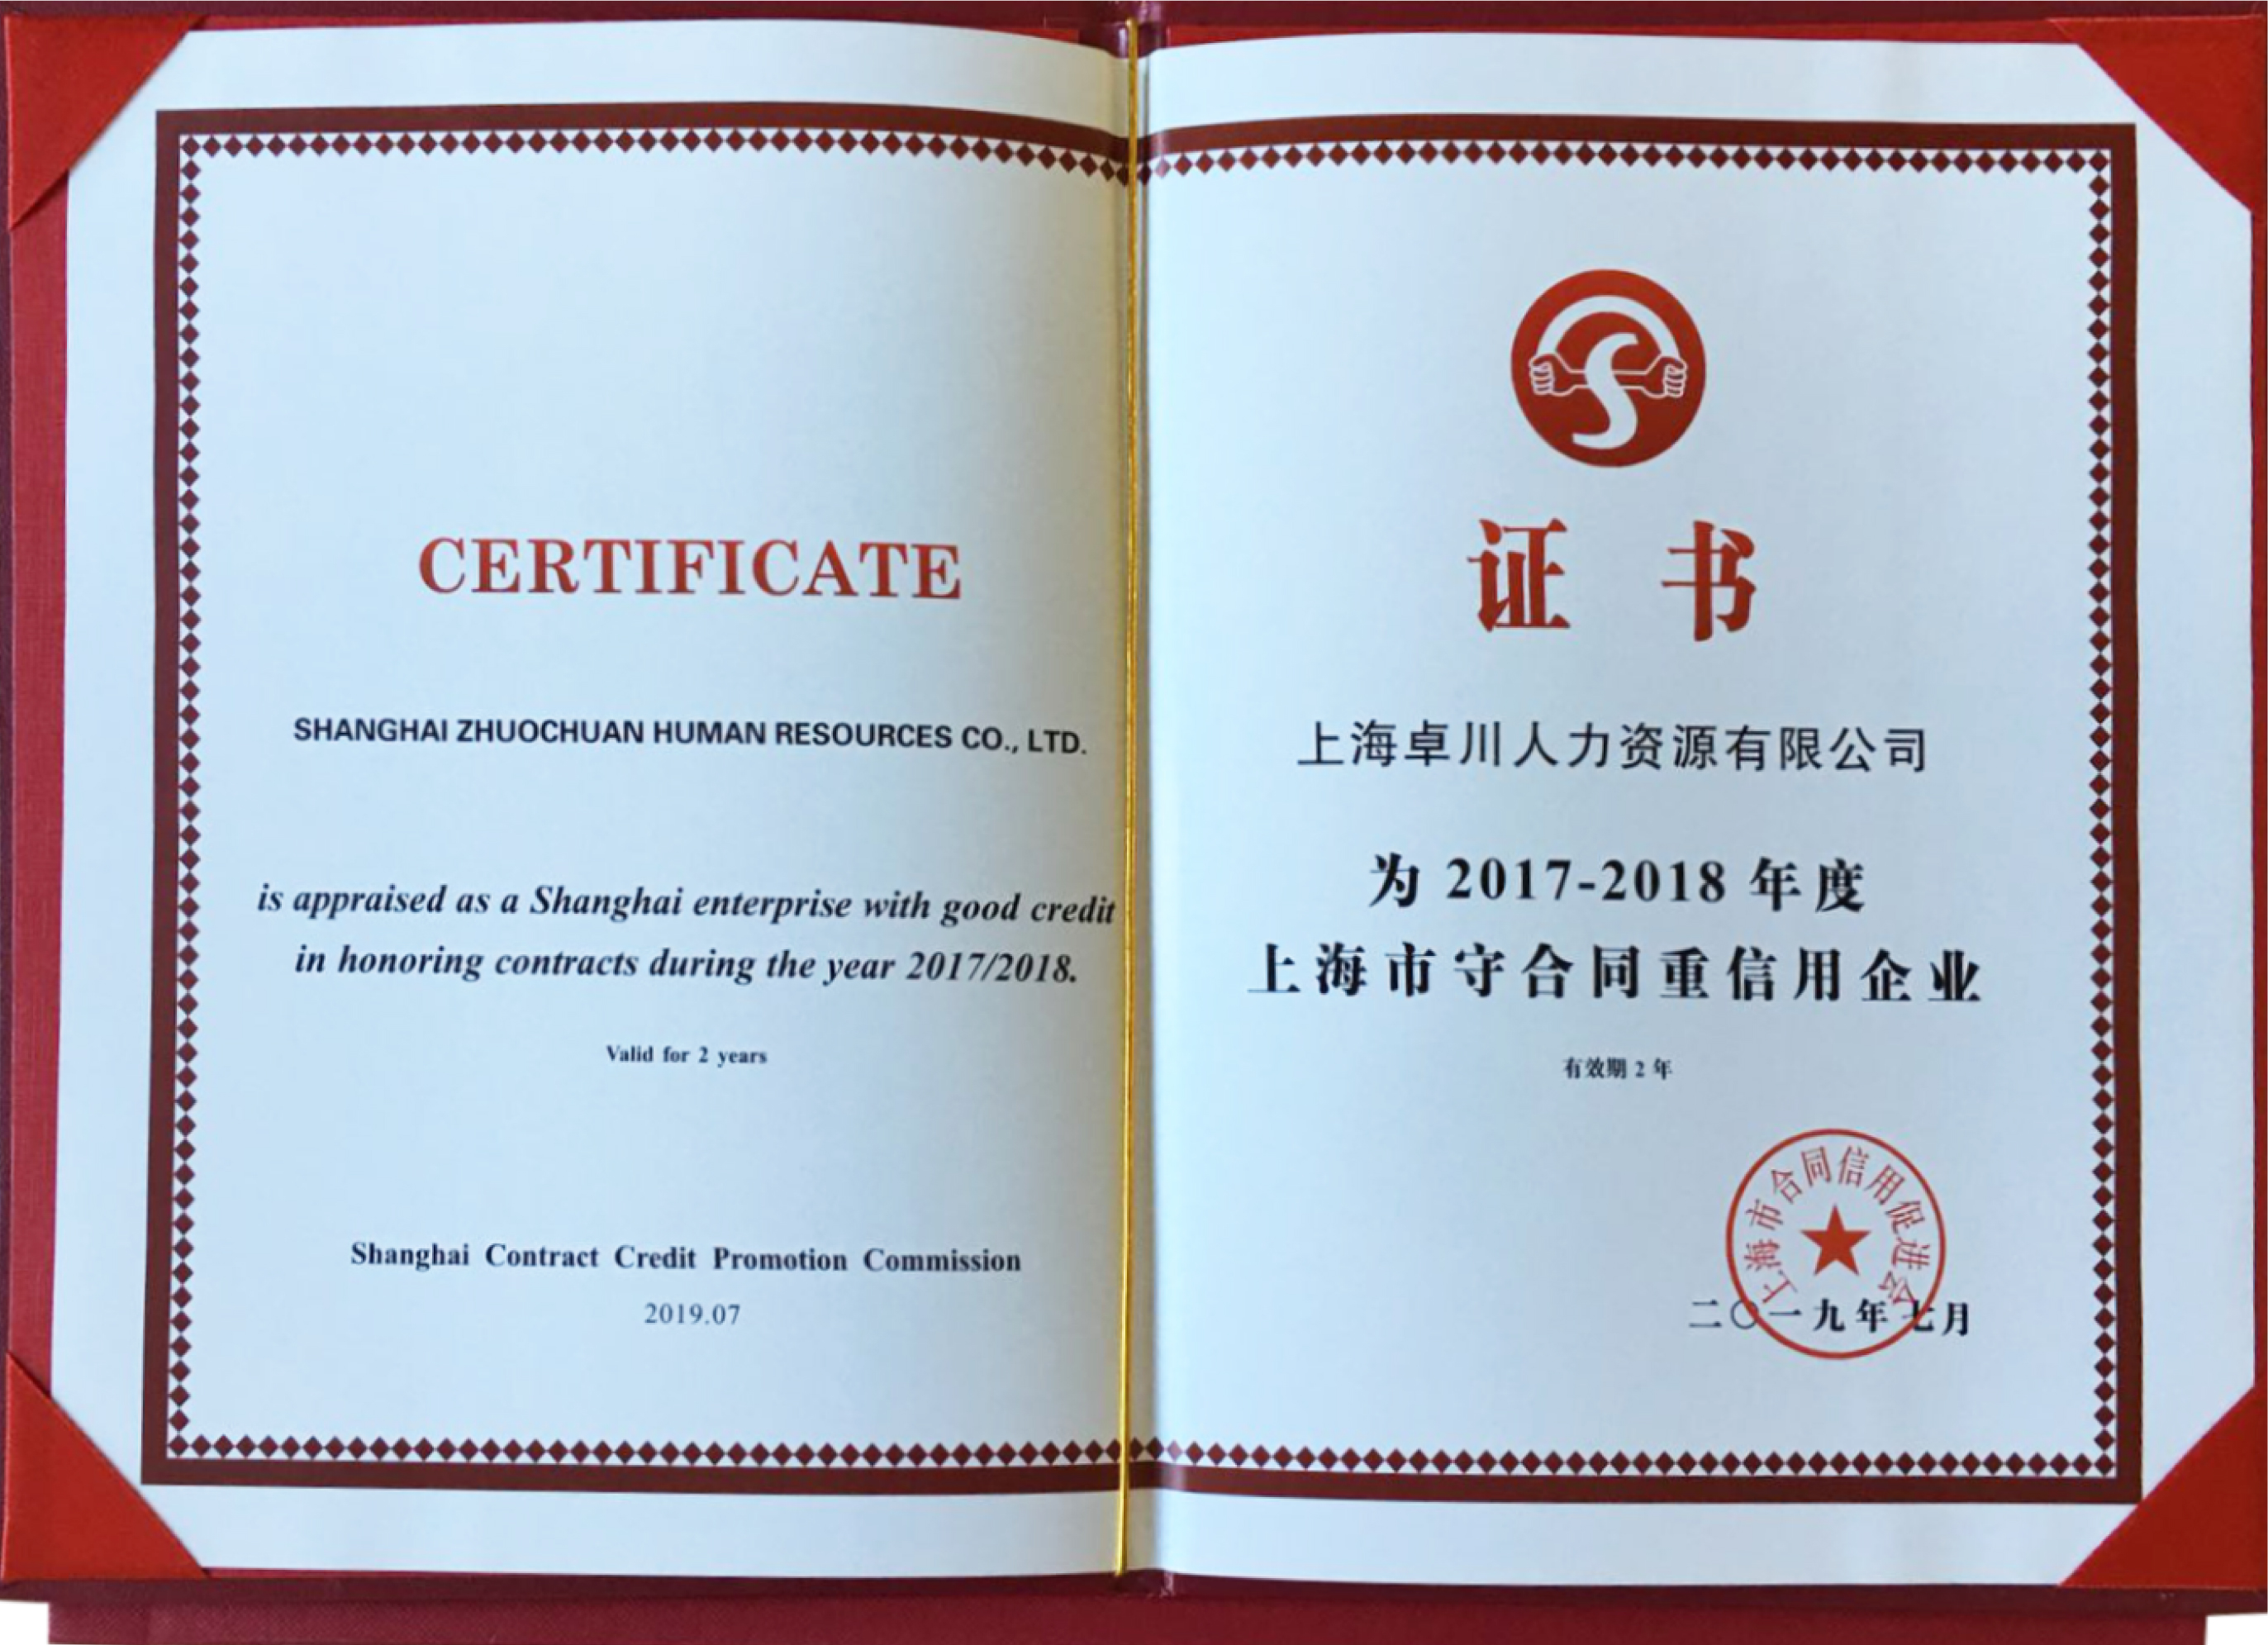 CERTIFICATE
SHANGHAI ZHUOCHUAN HUMAN RESOURCES CO., LTD.
is appraised as a Shanghai enterprise with good credit
in honoring contracts during the year 2017/2018.
Valid for 2 years
Shanghai Contract Credit Promotion Commission
2019.07
证书
上海卓川人力资源有限公司
为 2017-2018 年度
上海市守合同重信用企业
有效期 2 年
上海市合同信用促进会
二〇一九年七月